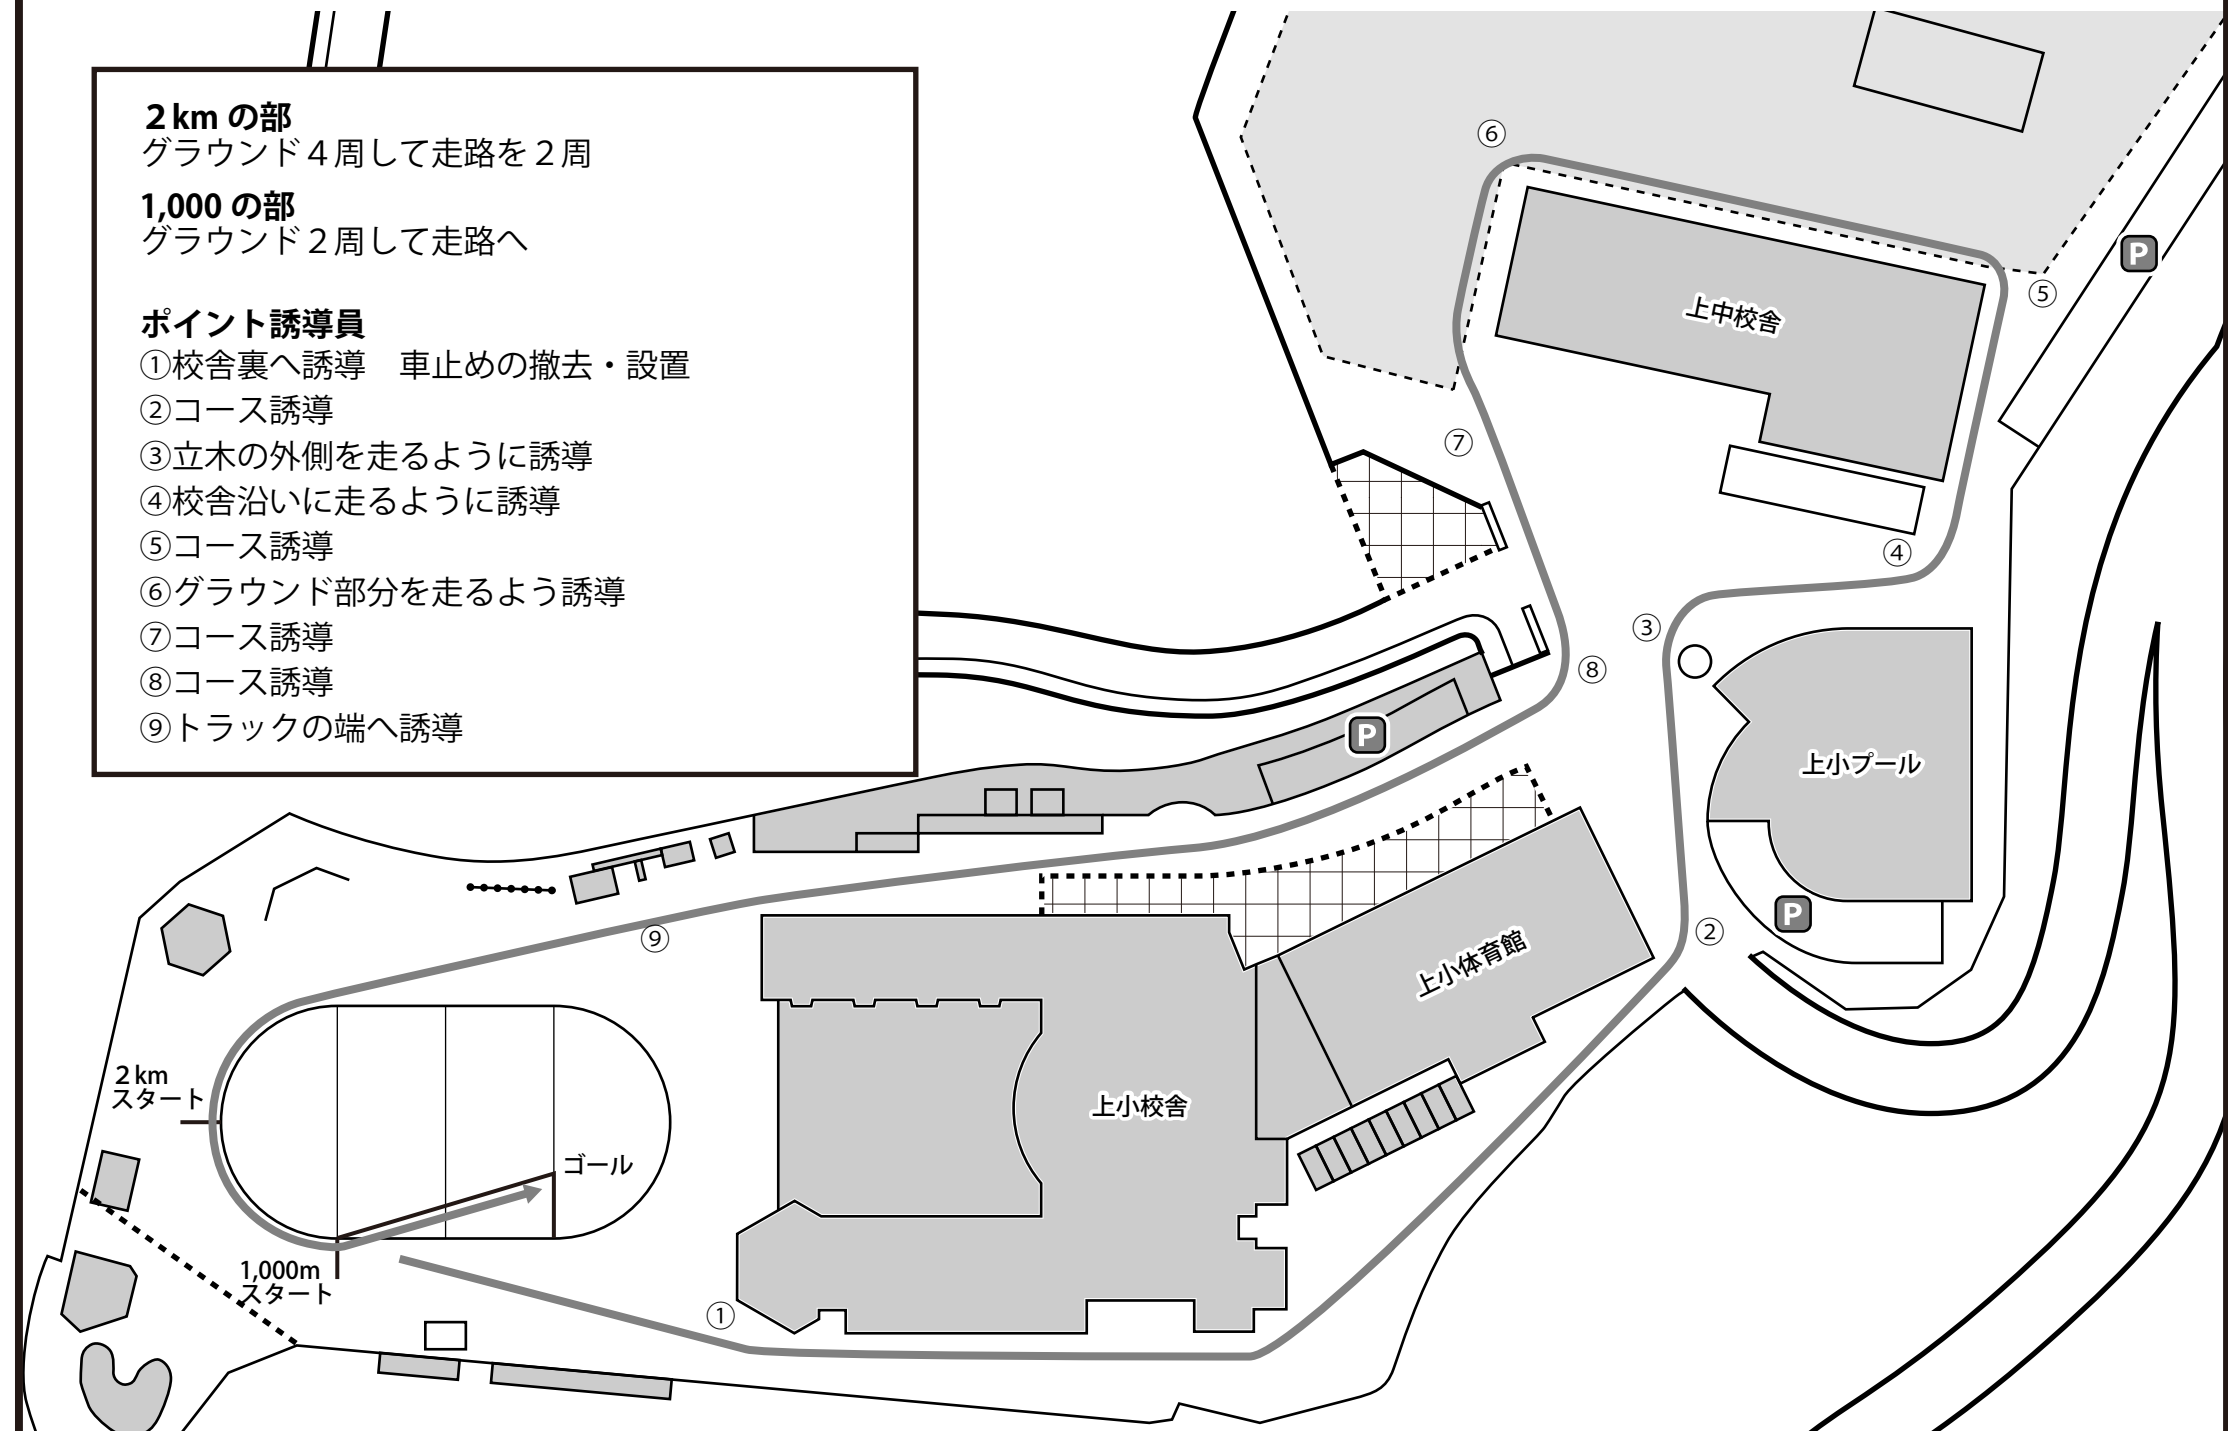 ２km の部
グラウンド４周して走路を２周
1,000 の部
グラウンド２周して走路へ
ポイント誘導員
①校舎裏へ誘導　車止めの撤去・設置
②コース誘導
③立木の外側を走るように誘導
④校舎沿いに走るように誘導
⑤コース誘導
⑥グラウンド部分を走るよう誘導
⑦コース誘導
⑧コース誘導
⑨トラックの端へ誘導
⑥
P
⑤
上中校舎
⑦
④
③
⑧
P
上小プール
P
②
⑨
上小体育館
２km
スタート
上小校舎
ゴール
1,000m
スタート
①